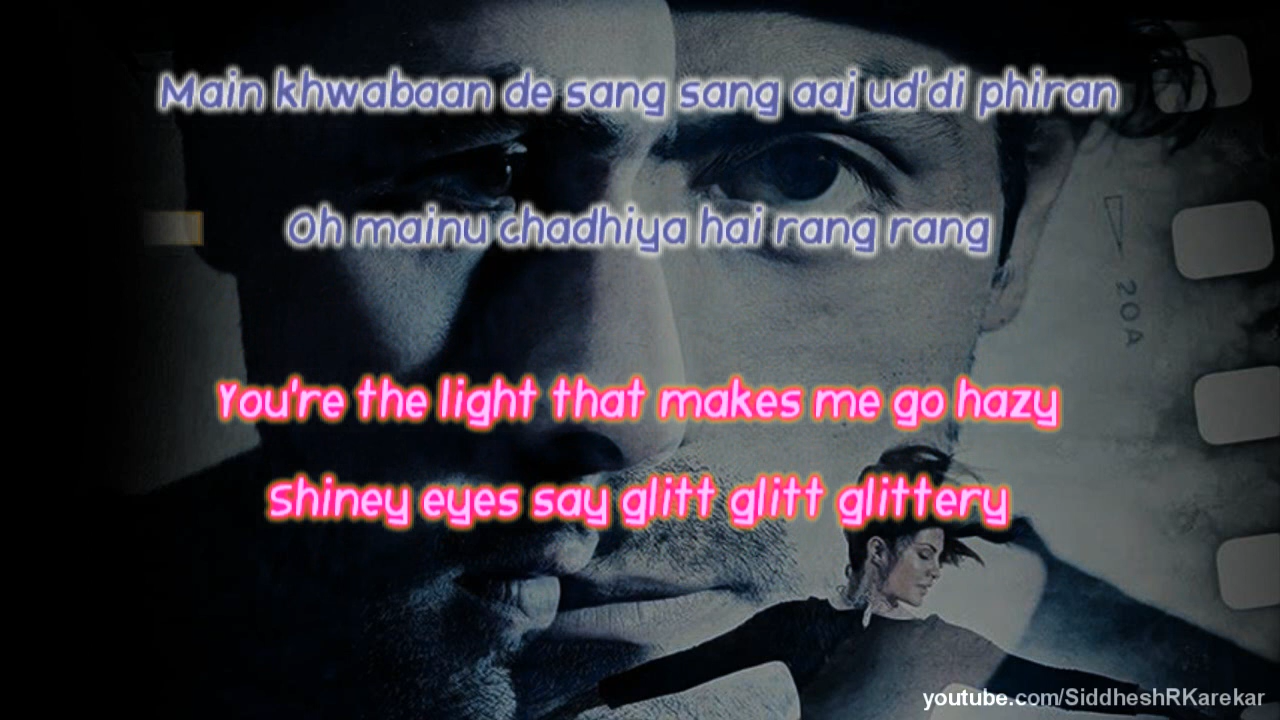 Main khwabaan de sang sang aaj ud'di phiran
Oh mainu chadhiya hai rang rang
20A
You're the light that makes me go hazy
Shiney eyes say glitt glitt glittery
youtube.com/SiddheshRKarekar